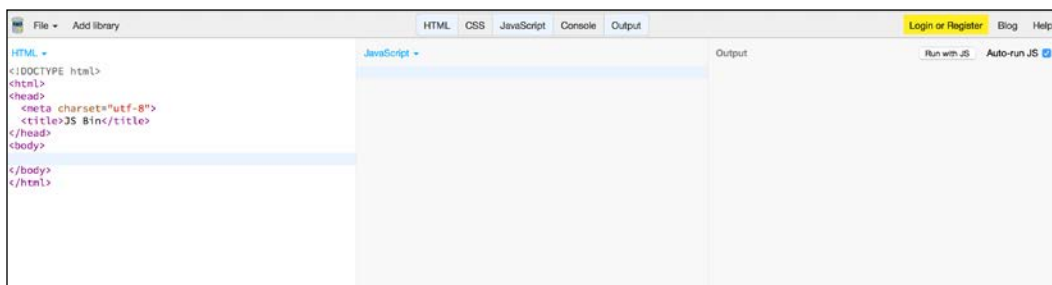 File Add library HTML CSS JavaScript Console Output Login or Register Blog Help
HTML JavaScript Output Run with JS Auto-run JS
<!DOCTYPE html>
<html>
<head>
<meta charset="utf-8">
<title>JS Bin</title>
</head>
<body>
</body>
</html>